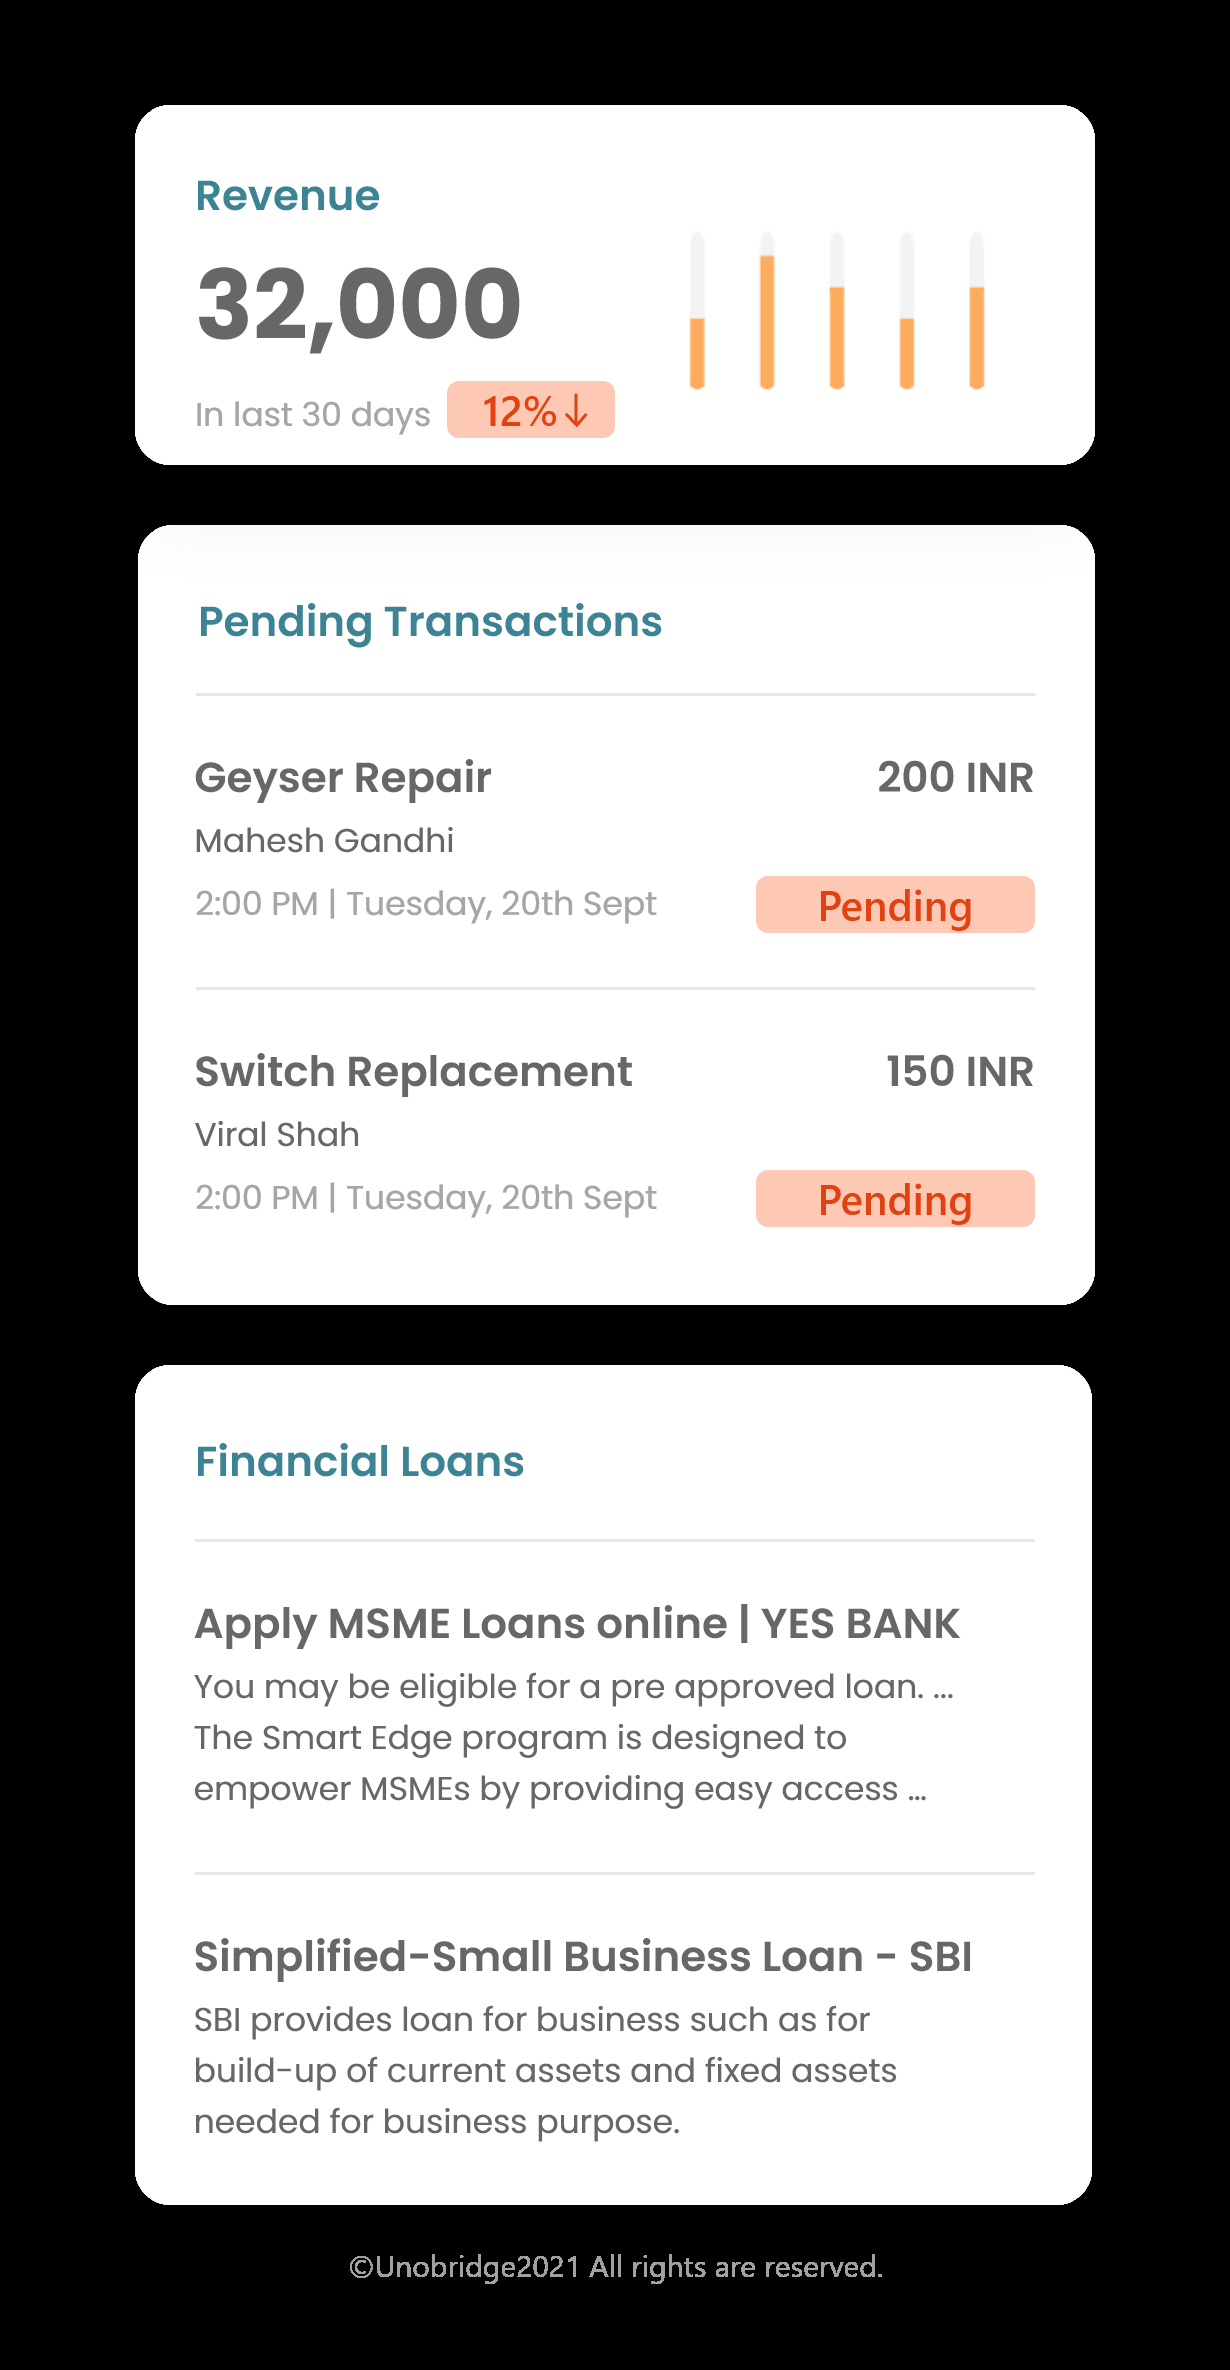 Revenue
32,000
In last 30 days 12%↓
Pending Transactions
Geyser Repair 200 INR
Mahesh Gandhi
2:00 PM | Tuesday, 20th Sept Pending
Switch Replacement 150 INR
Viral Shah
2:00 PM | Tuesday, 20th Sept Pending
Financial Loans
Apply MSME Loans online | YES BANK
You may be eligible for a pre approved loan. ...
The Smart Edge program is designed to
empower MSMEs by providing easy access ...
Simplified-Small Business Loan - SBI
SBI provides loan for business such as for
build-up of current assets and fixed assets
needed for business purpose.
©Unobridge2021 All rights are reserved.